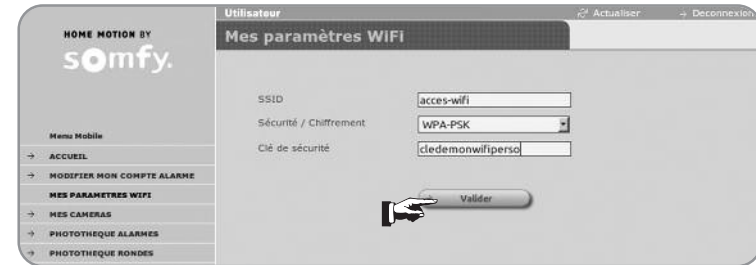 Utilisateur
Actualiser
Deconnexion
HOME MOTION BY
somfy.
Mes paramètres WiFi
SSID
acces-wifi
Sécurité / Chiffrement
WPA-PSK
Clé de sécurité
cledemonwifiperso
Valider
Menu Mobile
→ ACCUEIL
→ MODIFIER MON COMPTE ALARME
MES PARAMETRES WIFI
→ MES CAMERAS
→ PHOTOTHEQUE ALARMES
→ PHOTOTHEQUE RONDES